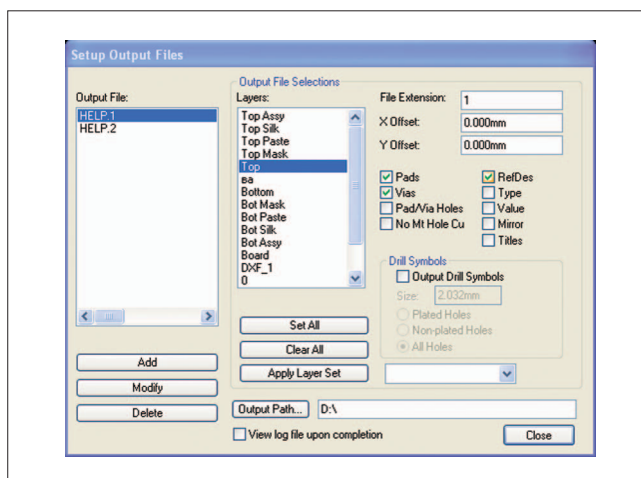 Setup Output Files
Output File:
HELP.1
HELP.2
Add
Modify
Delete
Output File Selections
Layers:
Top Assy
Top Silk
Top Paste
Top Mask
Top
ва
Bottom
Bot Mask
Bot Paste
Bot Silk
Bot Assy
Board
DXF_1
0
Set All
Clear All
Apply Layer Set
File Extension: 1
X Offset: 0.000mm
Y Offset: 0.000mm
Pads
Vias
Pad/Via Holes
No Mt Hole Cu
RefDes
Type
Value
Mirror
Titles
Drill Symbols
Output Drill Symbols
Size: 2.032mm
Plated Holes
Non-plated Holes
All Holes
Output Path... D:\
View log file upon completion
Close